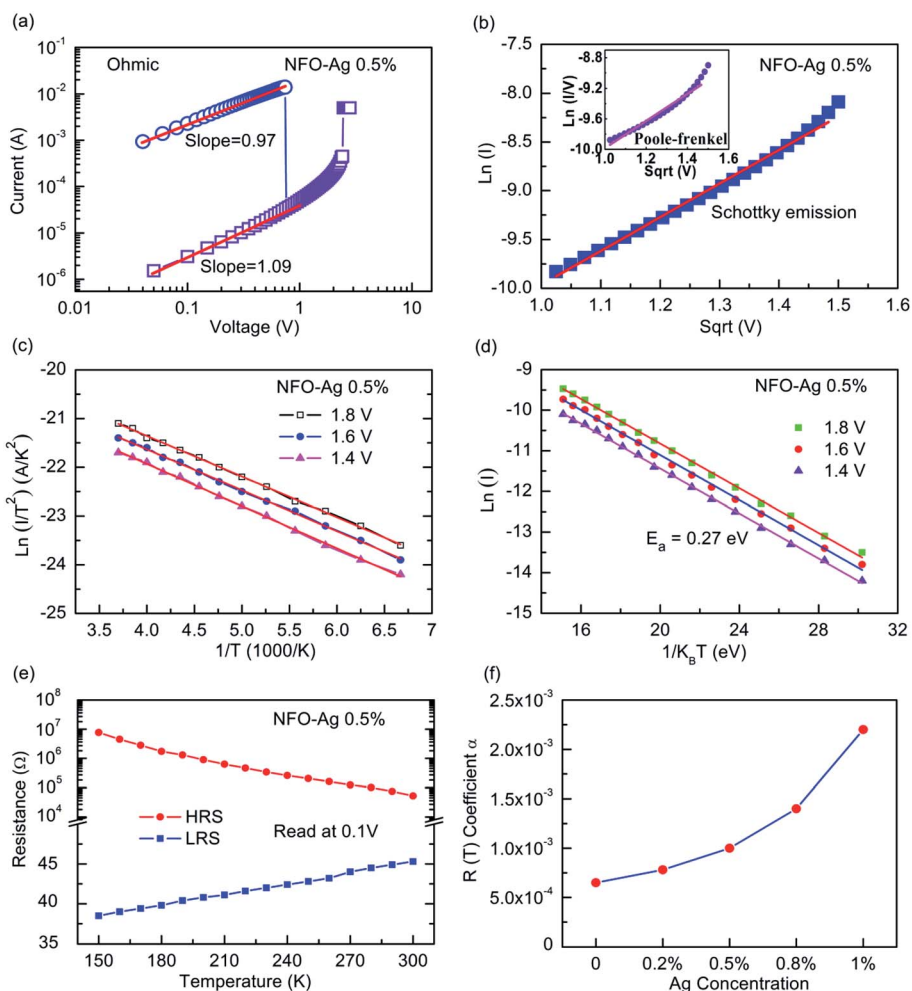 (a)
10^-1
10^-2
10^-3
10^-4
10^-5
10^-6
Current (A)
Ohmic
NFO-Ag 0.5%
Slope=0.97
Slope=1.09
0.01 0.1 1 10
Voltage (V)
(b)
-7.5
-8.0
-8.5
-9.0
-9.5
-10.0
Ln (I)
NFO-Ag 0.5%
-8.8
-9.2
-9.6
-10.0
Ln (I/V)
Poole-frenkel
1.0 1.2 1.4 1.6
Sqrt (V)
Schottky emission
1.0 1.1 1.2 1.3 1.4 1.5 1.6
Sqrt (V)
(c)
-20
-21
-22
-23
-24
-25
Ln (I/T^2) (A/K^2)
NFO-Ag 0.5%
1.8 V
1.6 V
1.4 V
3.5 4.0 4.5 5.0 5.5 6.0 6.5 7
1/T (1000/K)
(d)
-9
-10
-11
-12
-13
-14
-15
Ln (I)
NFO-Ag 0.5%
1.8 V
1.6 V
1.4 V
E_a = 0.27 eV
16 20 24 28 32
1/K_BT (eV)
(e)
10^8
10^7
10^6
10^5
10^4
45
40
35
Resistance (Ω)
NFO-Ag 0.5%
HRS
LRS
Read at 0.1V
150 180 210 240 270 300
Temperature (K)
(f)
2.5x10^-3
2.0x10^-3
1.5x10^-3
1.0x10^-3
5.0x10^-4
0
R (T) Coefficient α
0 0.2% 0.5% 0.8% 1%
Ag Concentration